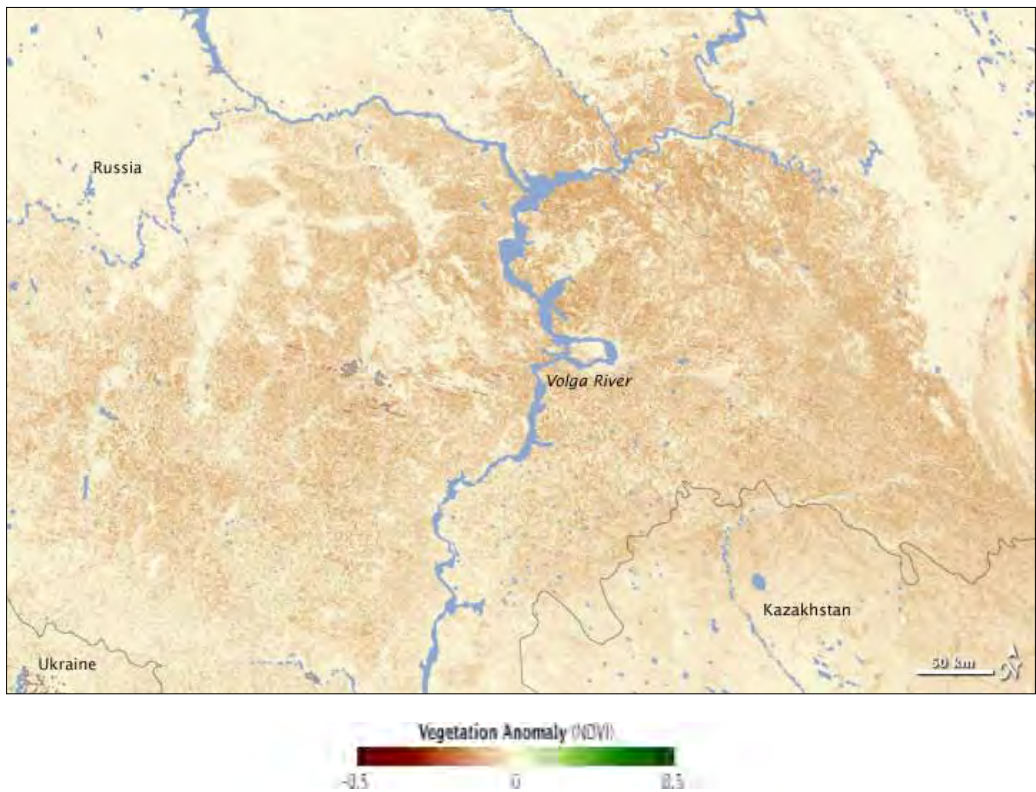 Russia
Volga River
Kazakhstan
Ukraine
50 km
N
Vegetation Anomaly (NDVI)
-0.5 0 0.5